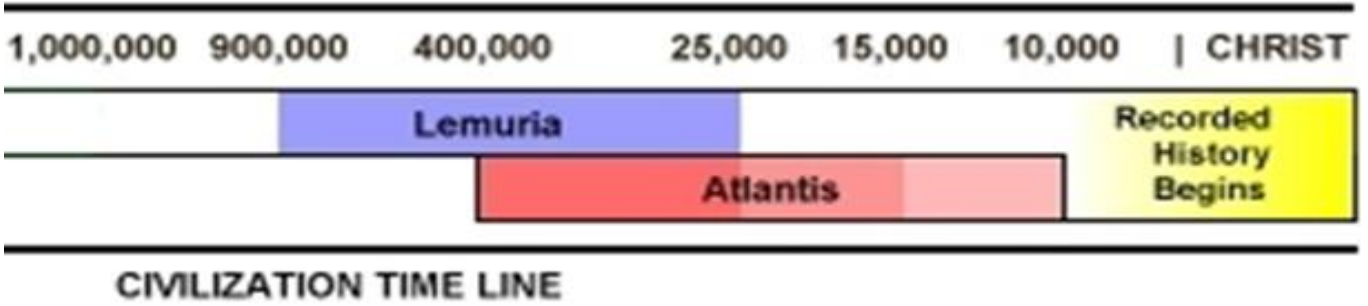 1,000,000 900,000 400,000 25,000 15,000 10,000 | CHRIST
Lemuria
Atlantis
Recorded
History
Begins
CIVILIZATION TIME LINE